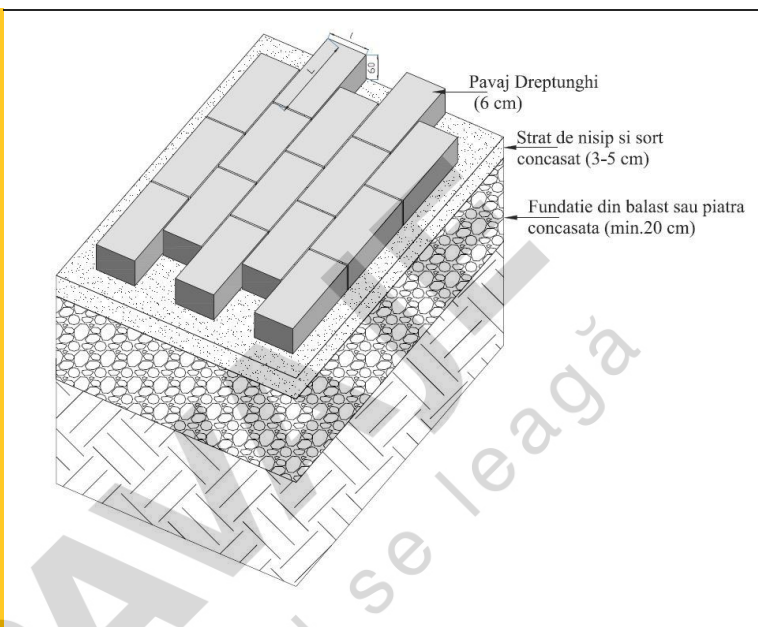 l
L
60
Pavaj Dreptunghi
(6 cm)
Strat de nisip si sort
concasat (3-5 cm)
Fundatie din balast sau piatra
concasata (min.20 cm)
se leagă